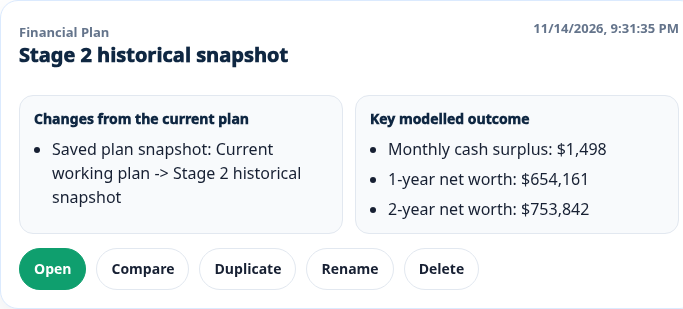 Financial Plan
11/14/2026, 9:31:35 PM
Stage 2 historical snapshot
Changes from the current plan
Saved plan snapshot: Current
working plan -> Stage 2 historical
snapshot
Key modelled outcome
Monthly cash surplus: $1,498
1-year net worth: $654,161
2-year net worth: $753,842
Open
Compare
Duplicate
Rename
Delete